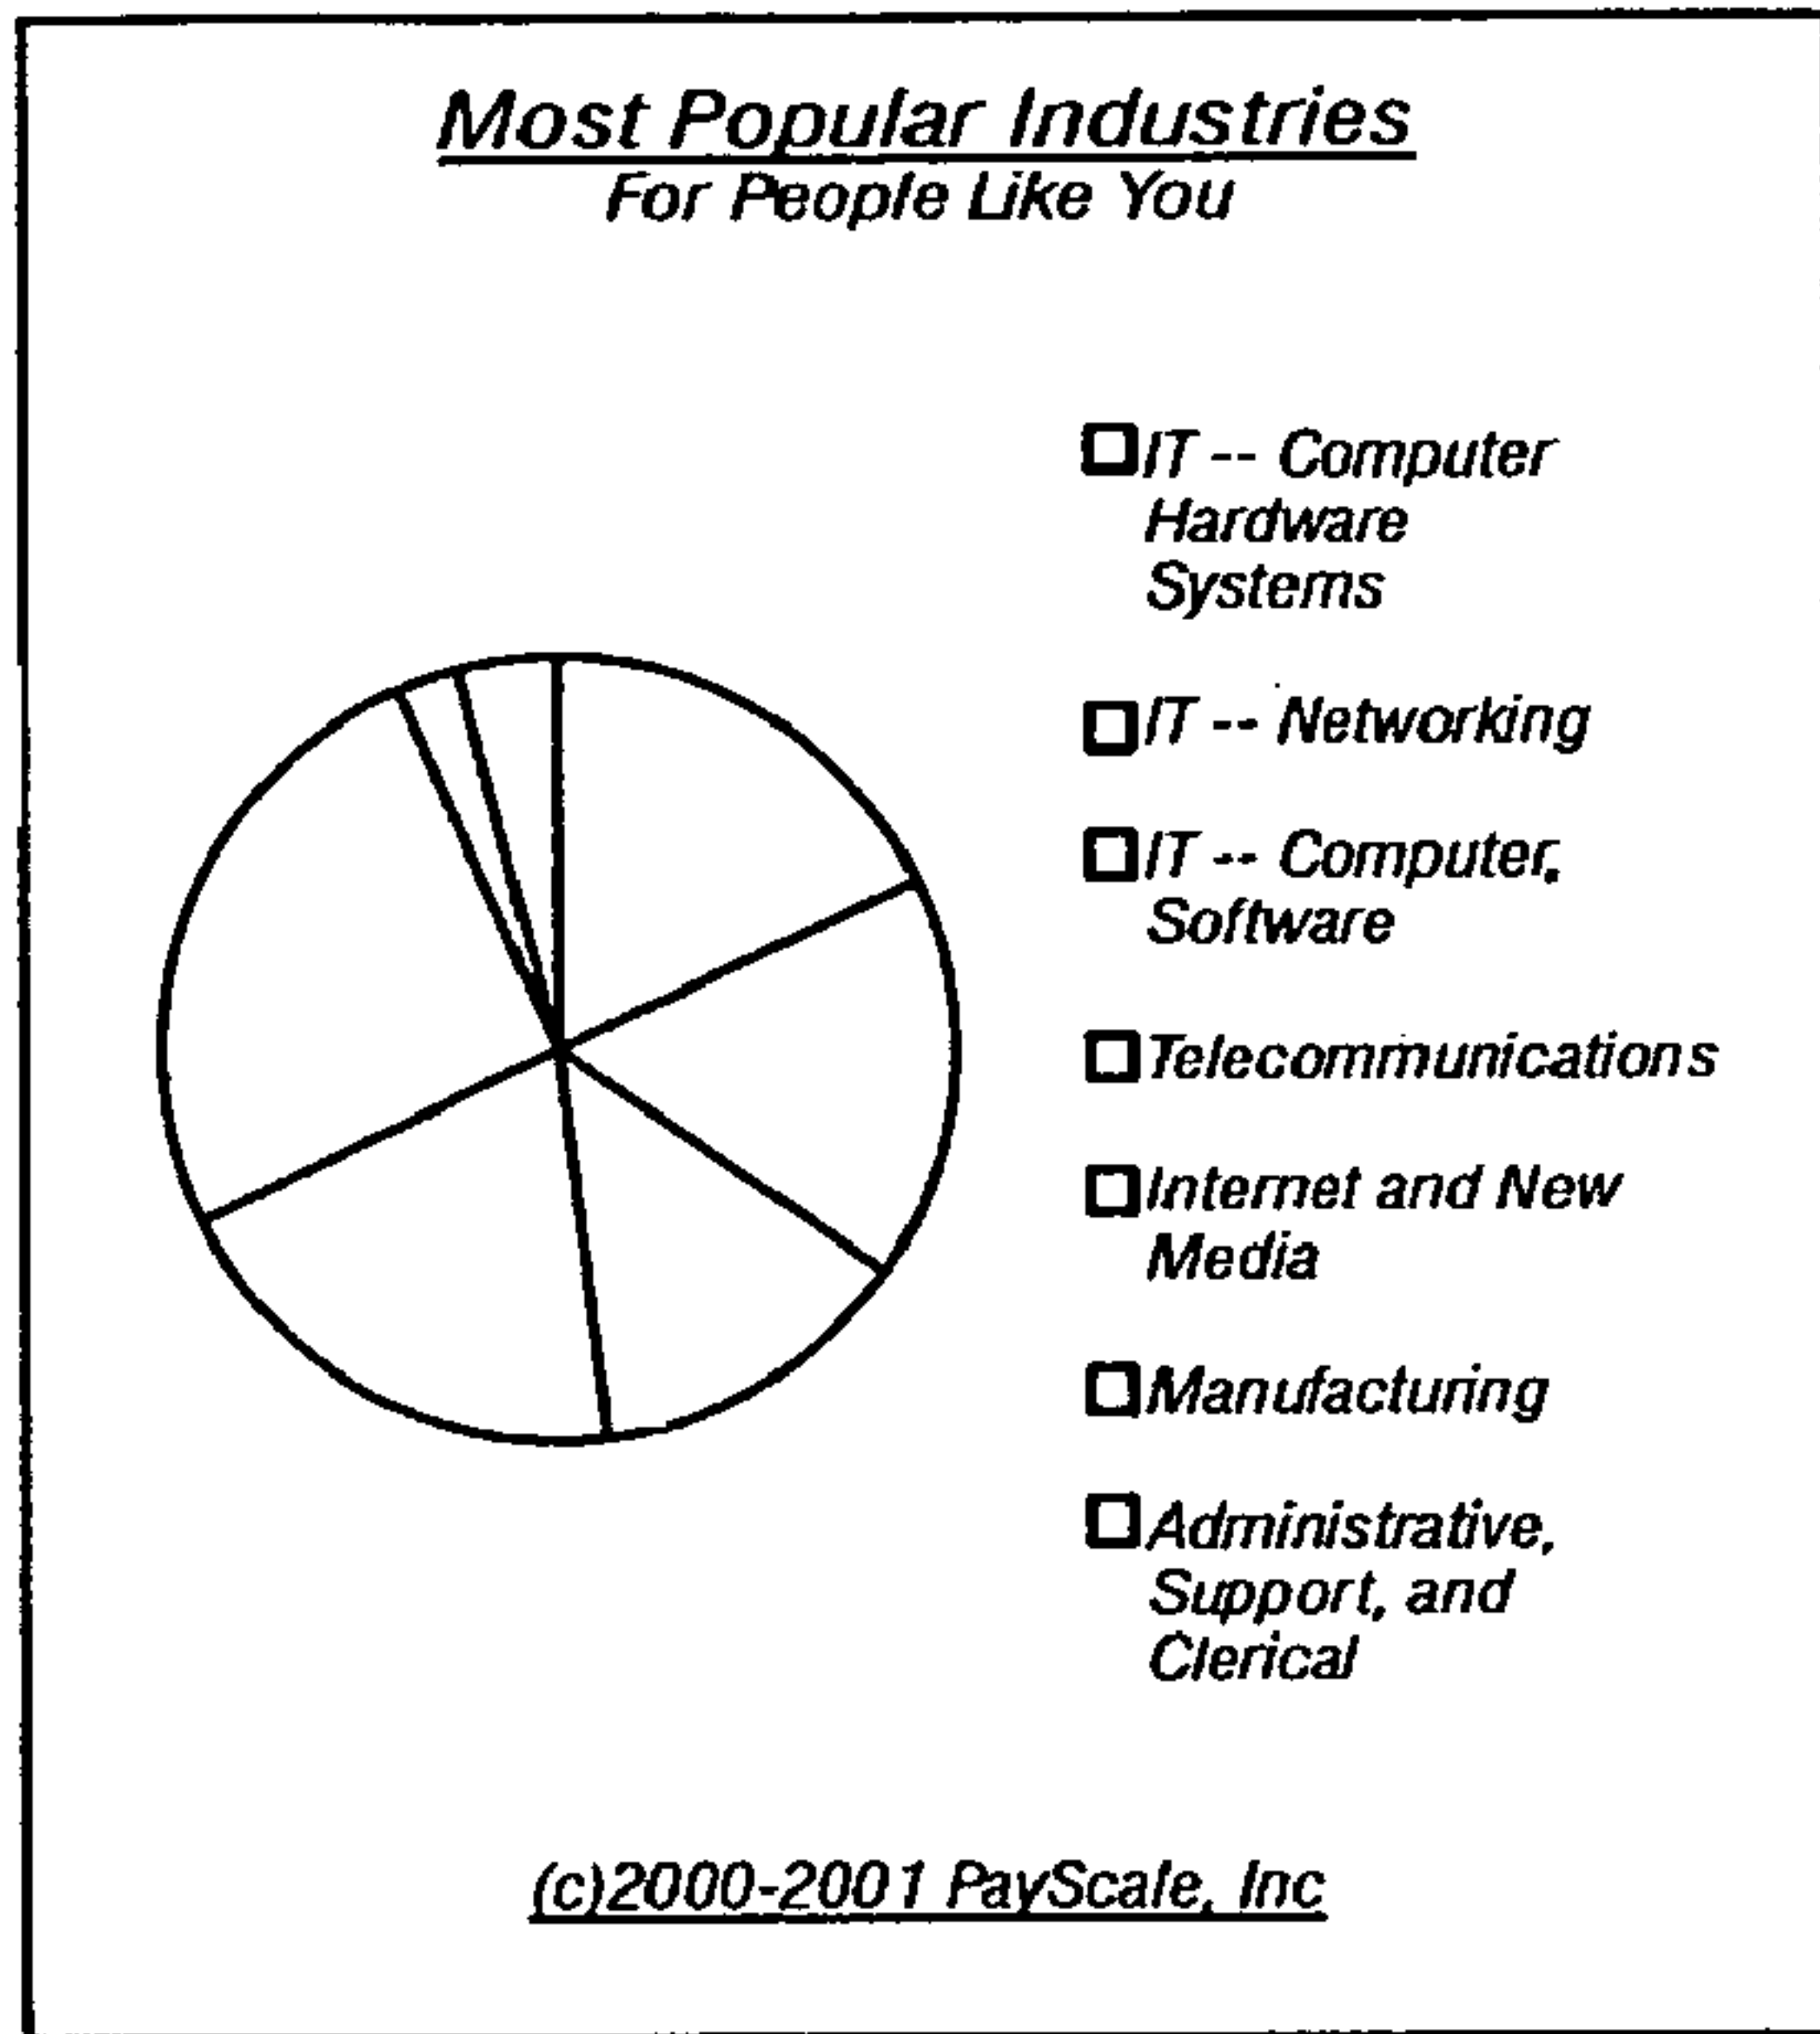 Most Popular Industries
For People Like You
IT -- Computer
Hardware
Systems
IT -- Networking
IT -- Computer,
Software
Telecommunications
Internet and New
Media
Manufacturing
Administrative,
Support, and
Clerical
(c)2000-2001 PayScale, Inc